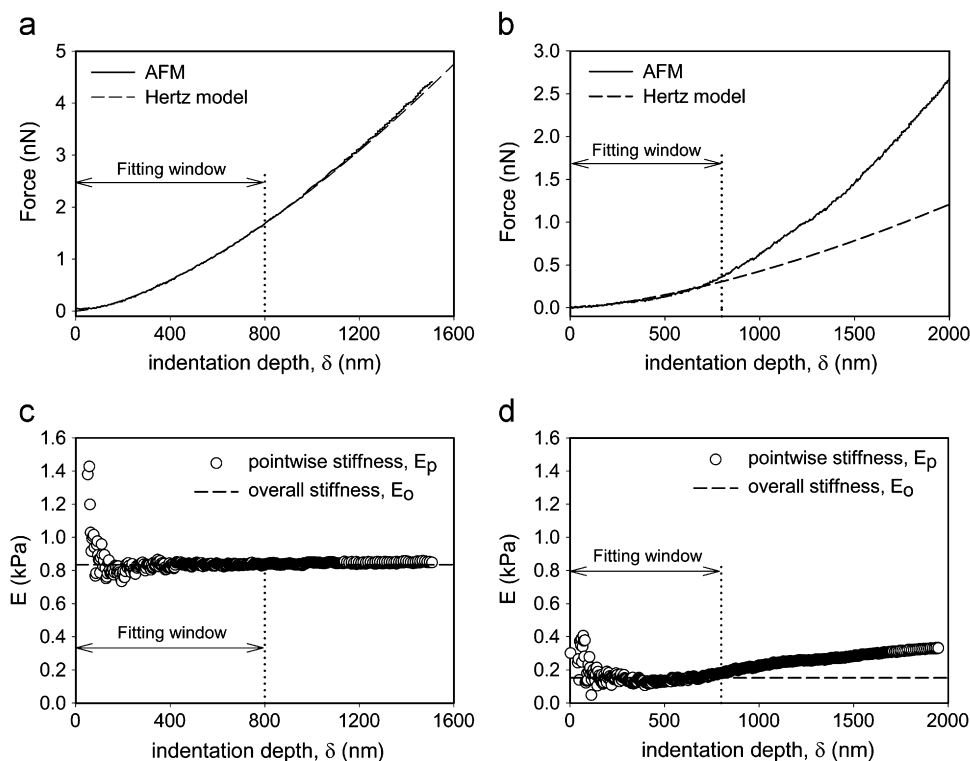 a
5
4
3
2
1
0
Force (nN)
AFM
Hertz model
Fitting window
0 400 800 1200 1600
indentation depth, δ (nm)
b
3.0
2.5
2.0
1.5
1.0
0.5
0.0
Force (nN)
AFM
Hertz model
Fitting window
0 500 1000 1500 2000
indentation depth, δ (nm)
c
1.6
1.4
1.2
1.0
0.8
0.6
0.4
0.2
0.0
E (kPa)
pointwise stiffness, Ep
overall stiffness, Eo
Fitting window
0 400 800 1200 1600
indentation depth, δ (nm)
d
1.6
1.4
1.2
1.0
0.8
0.6
0.4
0.2
0.0
E (kPa)
pointwise stiffness, Ep
overall stiffness, Eo
Fitting window
0 500 1000 1500 2000
indentation depth, δ (nm)